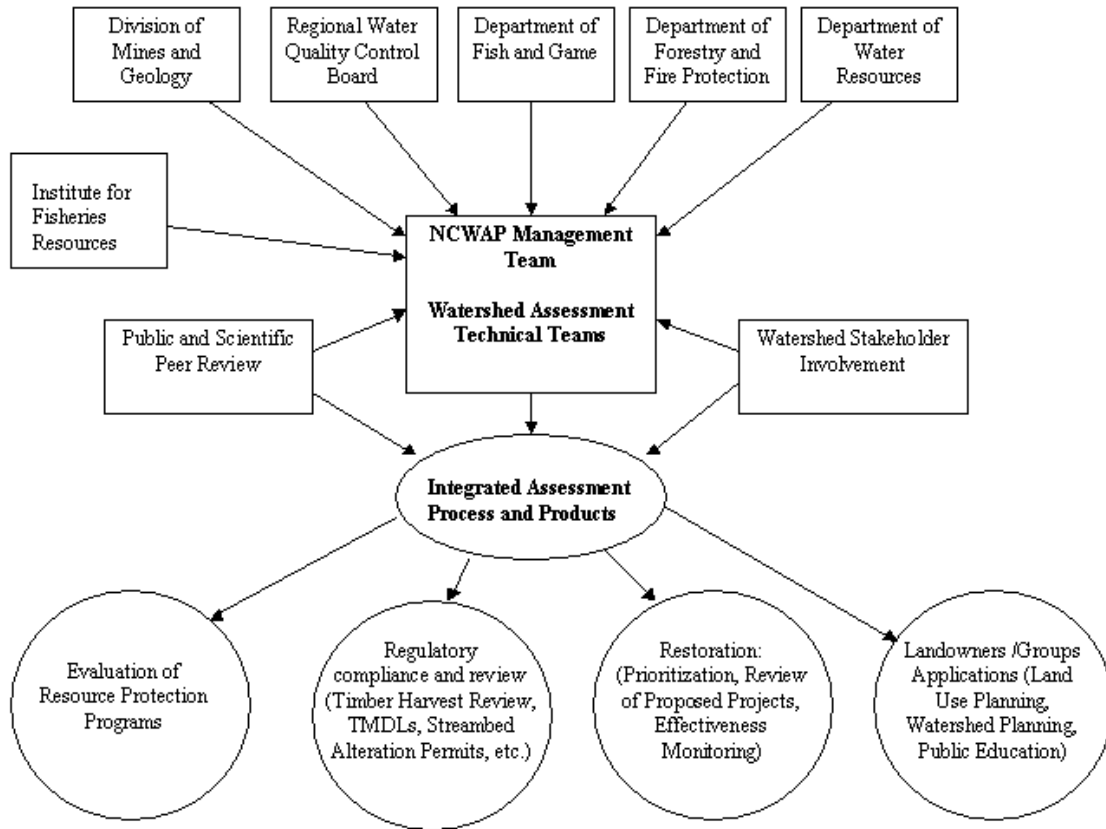 Division of
Mines and
Geology
Regional Water
Quality Control
Board
Department of
Fish and Game
Department of
Forestry and
Fire Protection
Department of
Water
Resources
Institute for
Fisheries
Resources
NCWAP Management
Team
Watershed Assessment
Technical Teams
Public and Scientific
Peer Review
Watershed Stakeholder
Involvement
Integrated Assessment
Process and Products
Evaluation of
Resource Protection
Programs
Regulatory
compliance and review
(Timber Harvest Review,
TMDLs, Streambed
Alteration Permits, etc.)
Restoration:
(Prioritization, Review
of Proposed Projects,
Effectiveness
Monitoring)
Landowners /Groups
Applications (Land
Use Planning,
Watershed Planning,
Public Education)